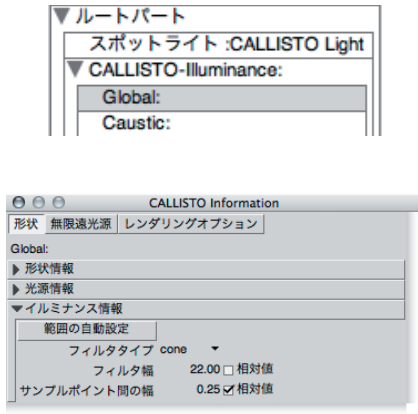 ルートパート
スポットライト :CALLISTO Light
CALLISTO-Illuminance:
Global:
Caustic:
CALLISTO Information
形状 無限遠光源 レンダリングオプション
Global:
形状情報
光源情報
イルミナンス情報
範囲の自動設定
フィルタタイプ cone
フィルタ幅 22.00 相対値
サンプルポイント間の幅 0.25 相対値